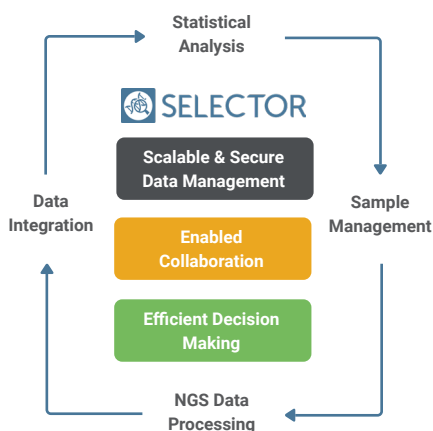 Statistical
Analysis
SELECTOR
Scalable & Secure
Data Management
Data
Integration
Sample
Management
Enabled
Collaboration
Efficient Decision
Making
NGS Data
Processing